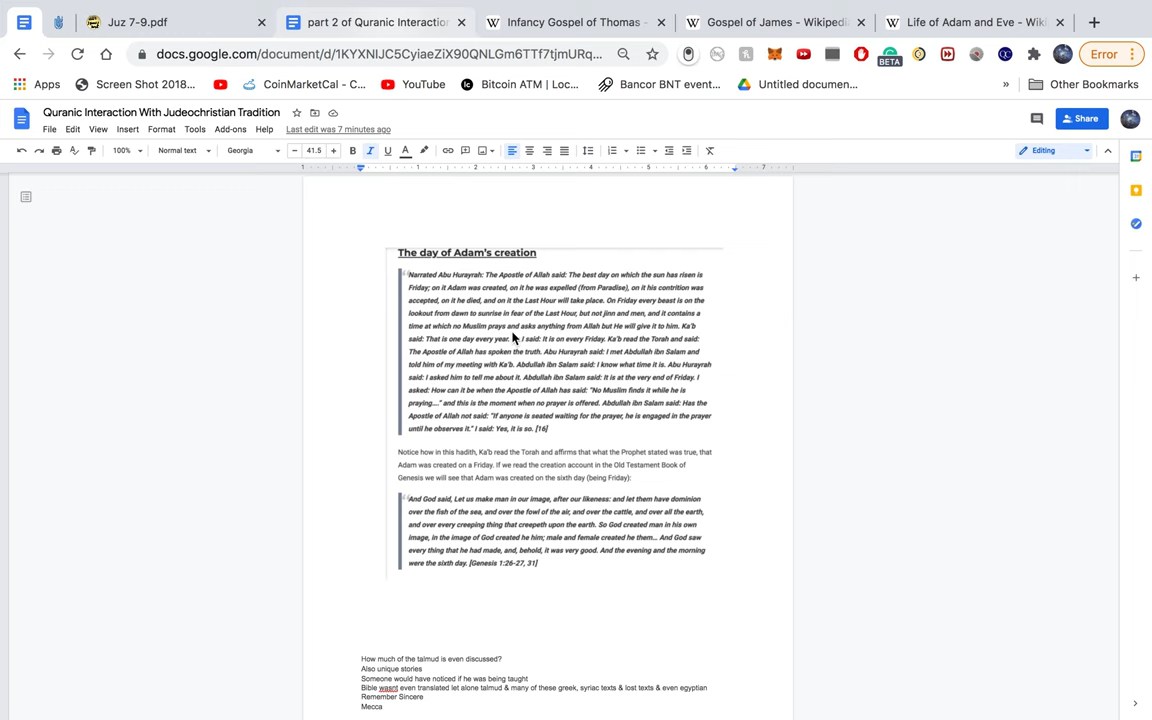 Juz 7-9.pdf
part 2 of Quranic Interaction
Infancy Gospel of Thomas -
Gospel of James - Wikipedi
Life of Adam and Eve - Wiki
docs.google.com/document/d/1KYXNIJC5CyiaeZiX90QNLGm6TTf7tjmURq...
BETA
Error
Apps
Screen Shot 2018...
CoinMarketCal - C...
YouTube
Bitcoin ATM | Loc...
Bancor BNT event...
Untitled documen...
»
Other Bookmarks
Quranic Interaction With Judeochristian Tradition
File Edit View Insert Format Tools Add-ons Help Last edit was 7 minutes ago
Share
100% Normal text Georgia 41.5 B I U A Editing
1 1 2 3 4 5 6 7
The day of Adam's creation
Narrated Abu Hurayrah: The Apostle of Allah said: The best day on which the sun has risen is
Friday; on it Adam was created, on it he was expelled (from Paradise), on it his contrition was
accepted, on it he died, and on it the Last Hour will take place. On Friday every beast is on the
lookout from dawn to sunrise in fear of the Last Hour, but not jinn and men, and it contains a
time at which no Muslim prays and asks anything from Allah but He will give it to him. Ka'b
said: That is one day every year. I said: It is on every Friday. Ka'b read the Torah and said:
The Apostle of Allah has spoken the truth. Abu Hurayrah said: I met Abdullah ibn Salam and
told him of my meeting with Ka'b. Abdullah ibn Salam said: I know what time it is. Abu Hurayrah
said: I asked him to tell me about it. Abdullah ibn Salam said: It is at the very end of Friday. I
asked: How can it be when the Apostle of Allah has said: "No Muslim finds it while he is
praying...." and this is the moment when no prayer is offered. Abdullah ibn Salam said: Has the
Apostle of Allah not said: "If anyone is seated waiting for the prayer, he is engaged in the prayer
until he observes it." I said: Yes, it is so. [16]
Notice how in this hadith, Ka'b read the Torah and affirms that what the Prophet stated was true, that
Adam was created on a Friday. If we read the creation account in the Old Testament Book of
Genesis we will see that Adam was created on the sixth day (being Friday):
And God said, Let us make man in our image, after our likeness: and let them have dominion
over the fish of the sea, and over the fowl of the air, and over the cattle, and over all the earth,
and over every creeping thing that creepeth upon the earth. So God created man in his own
image, in the image of God created he him; male and female created he them... And God saw
every thing that he had made, and, behold, it was very good. And the evening and the morning
were the sixth day. [Genesis 1:26-27, 31]
How much of the talmud is even discussed?
Also unique stories
Someone would have noticed if he was being taught
Bible wasnt even translated let alone talmud & many of these greek, syriac texts & lost texts & even egyptian
Remember Sincere
Mecca